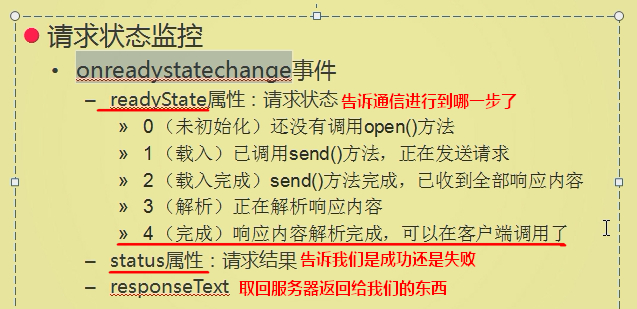 请求状态监控
• onreadystatechange事件
– readyState属性：请求状态 告诉通信进行到哪一步了
» 0（未初始化）还没有调用open()方法
» 1（载入）已调用send()方法，正在发送请求
» 2（载入完成）send()方法完成，已收到全部响应内容
» 3（解析）正在解析响应内容
» 4（完成）响应内容解析完成，可以在客户端调用了
– status属性：请求结果 告诉我们是成功还是失败
– responseText 取回服务器返回给我们的东西